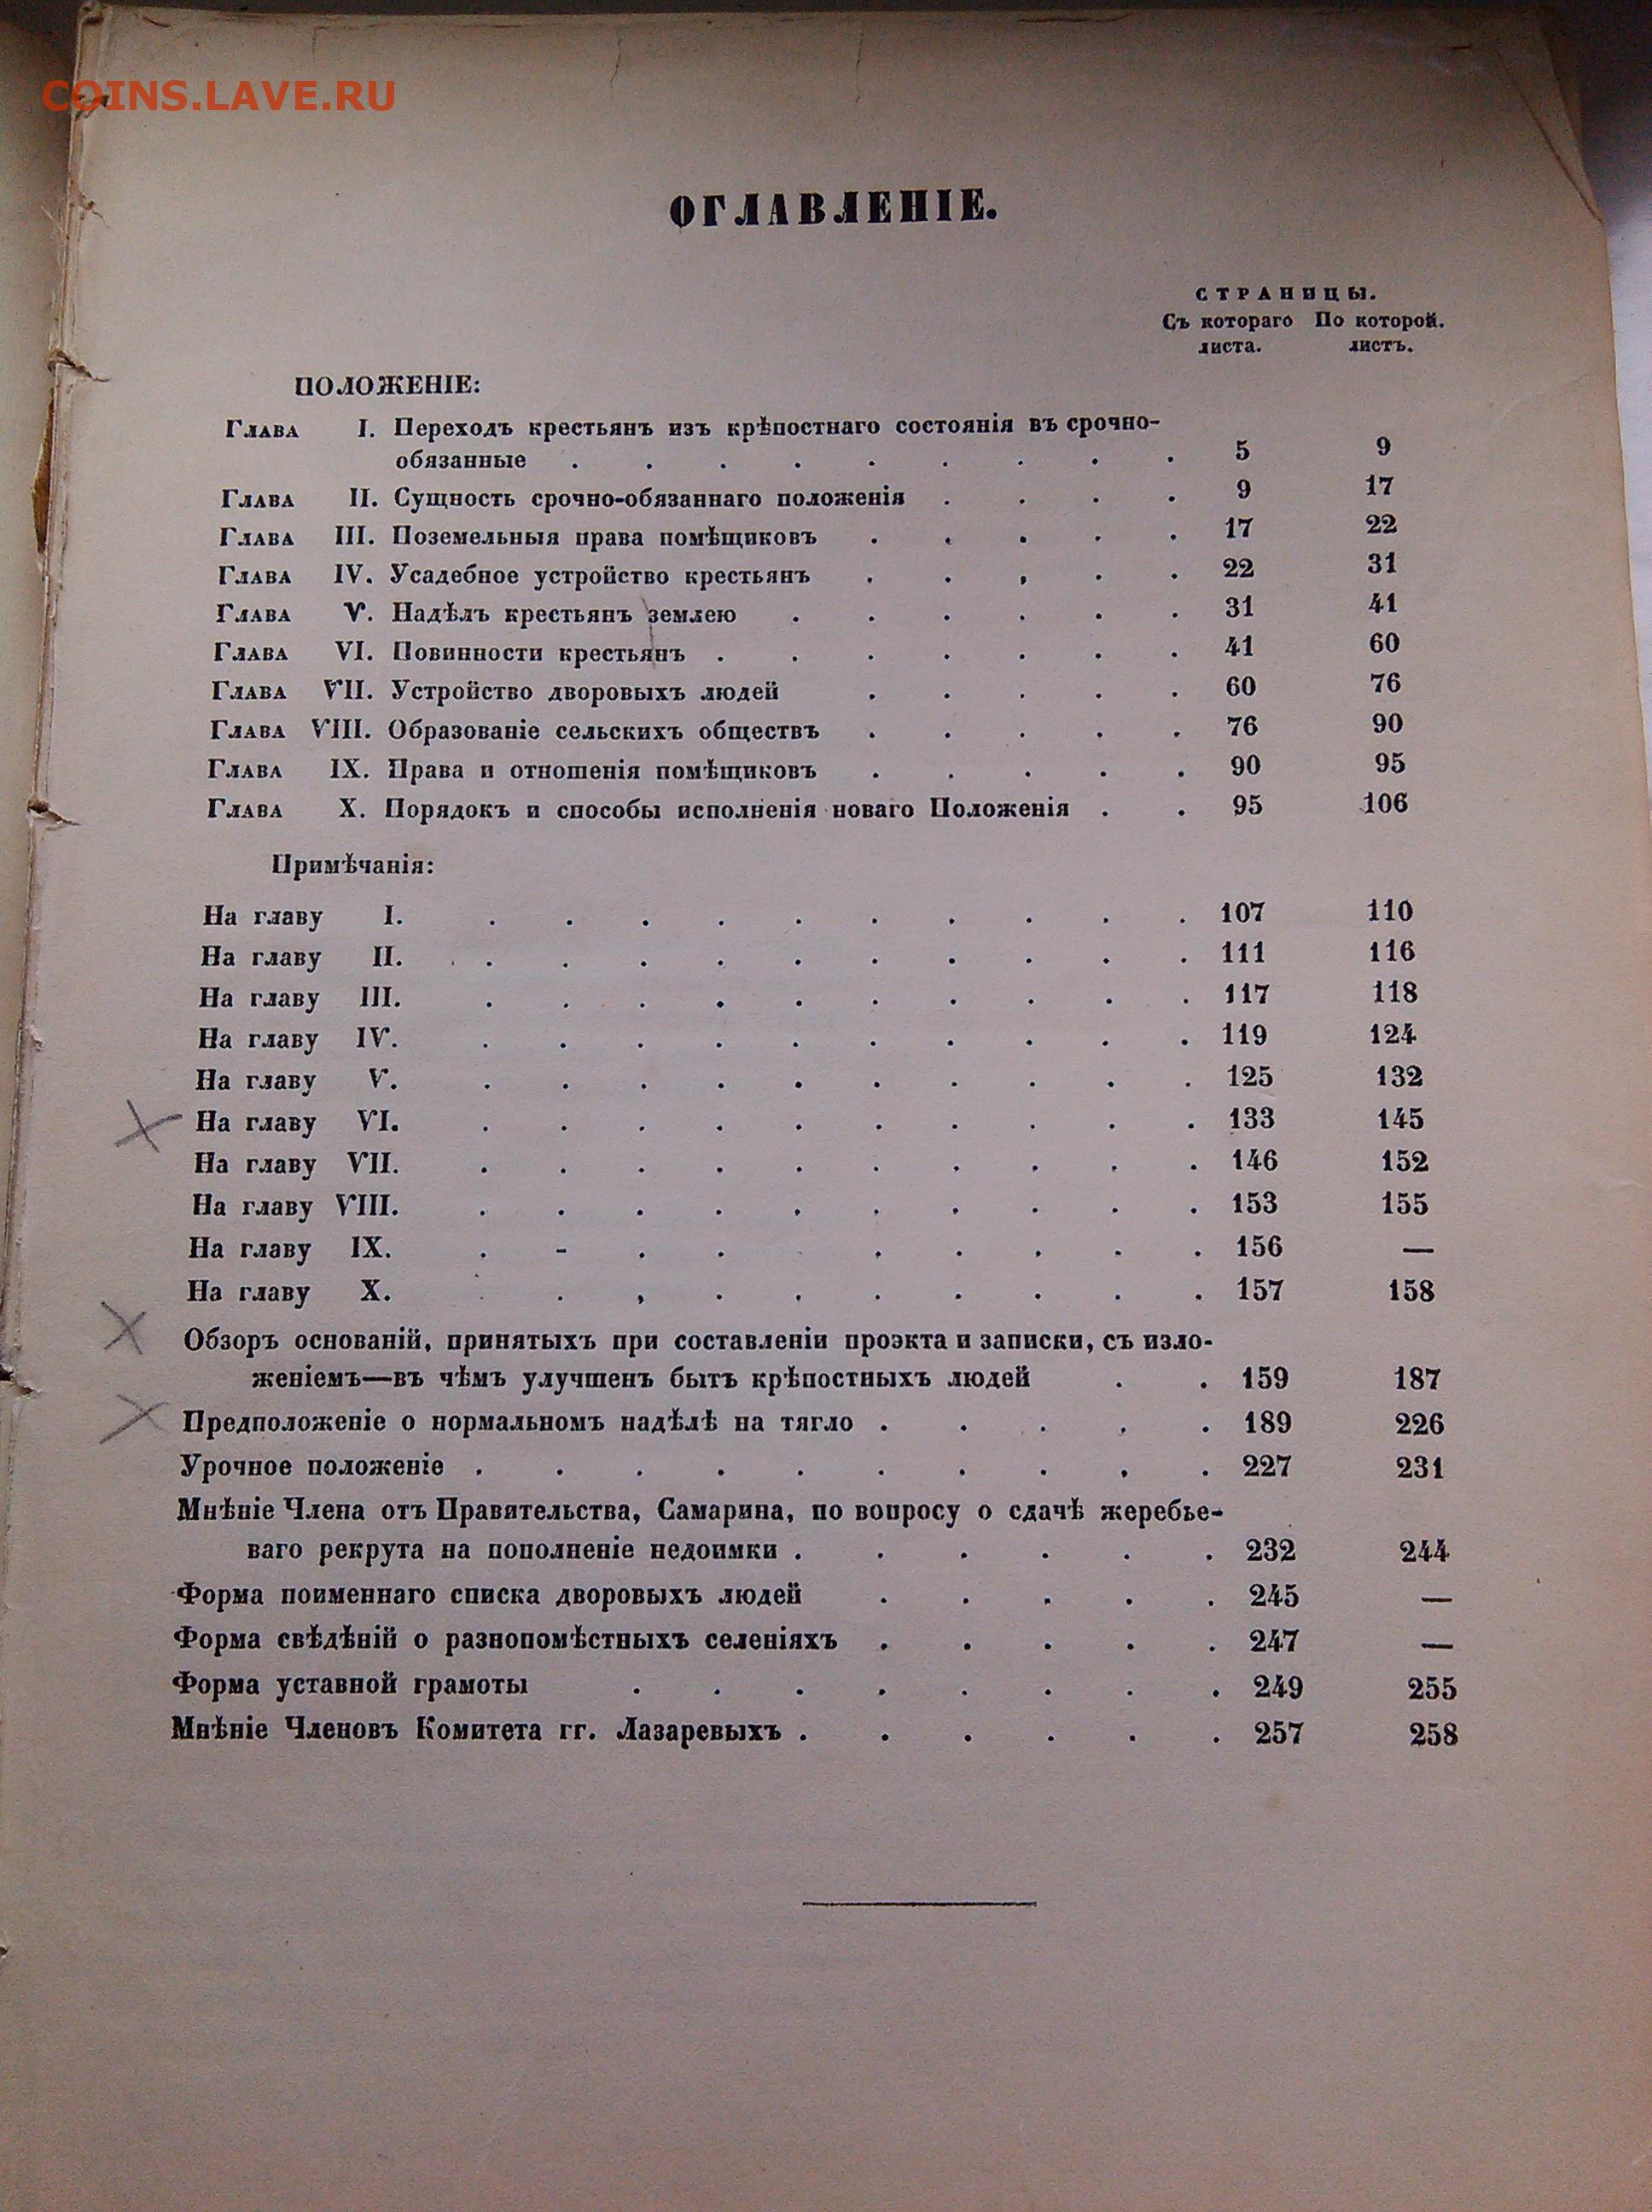 COINS.LAVE.RU
ОГЛАВЛЕНІЕ.
СТРАНИЦЫ.
Съ котораго По которой.
листа. листъ.
ПОЛОЖЕНІЕ:
Глава I. Переходъ крестьянъ изъ крѣпостнаго состоянія въ срочно-
обязанные . . . . . . . . . 5 9
Глава II. Сущность срочно-обязаннаго положенія . . . . 9 17
Глава III. Поземельныя права помѣщиковъ . . . . . 17 22
Глава IV. Усадебное устройство крестьянъ . . . . . 22 31
Глава V. Надѣлъ крестьянъ землею . . . . . . 31 41
Глава VI. Повинности крестьянъ . . . . . . . 41 60
Глава VII. Устройство дворовыхъ людей . . . . . 60 76
Глава VIII. Образованіе сельскихъ обществъ . . . . . 76 90
Глава IX. Права и отношенія помѣщиковъ . . . . . 90 95
Глава X. Порядокъ и способы исполненія новаго Положенія . . 95 106
Примѣчанія:
На главу I. . . . . . . . . . . 107 110
На главу II. . . . . . . . . . . 111 116
На главу III. . . . . . . . . . . 117 118
На главу IV. . . . . . . . . . . 119 124
На главу V. . . . . . . . . . . 125 132
На главу VI. . . . . . . . . . . 133 145
На главу VII. . . . . . . . . . . 146 152
На главу VIII. . . . . . . . . . . 153 155
На главу IX. . - . . . . . . . 156 —
На главу X. . . . . . . . . . 157 158
Обзоръ основаній, принятыхъ при составленіи проэкта и записки, съ изло-
женіемъ—въ чѣмъ улучшенъ бытъ крѣпостныхъ людей . . 159 187
Предположеніе о нормальномъ надѣлѣ на тягло . . . . . 189 226
Урочное положеніе . . . . . . . . . . 227 231
Мнѣніе Члена отъ Правительства, Самарина, по вопросу о сдачѣ жеребье-
ваго рекрута на пополненіе недоимки . . . . . . 232 244
Форма поименнаго списка дворовыхъ людей . . . . . 245 —
Форма свѣдѣній о разнопомѣстныхъ селеніяхъ . . . . . 247 —
Форма уставной грамоты . . . . . . . . 249 255
Мнѣніе Членовъ Комитета гг. Лазаревыхъ . . . . . . 257 258